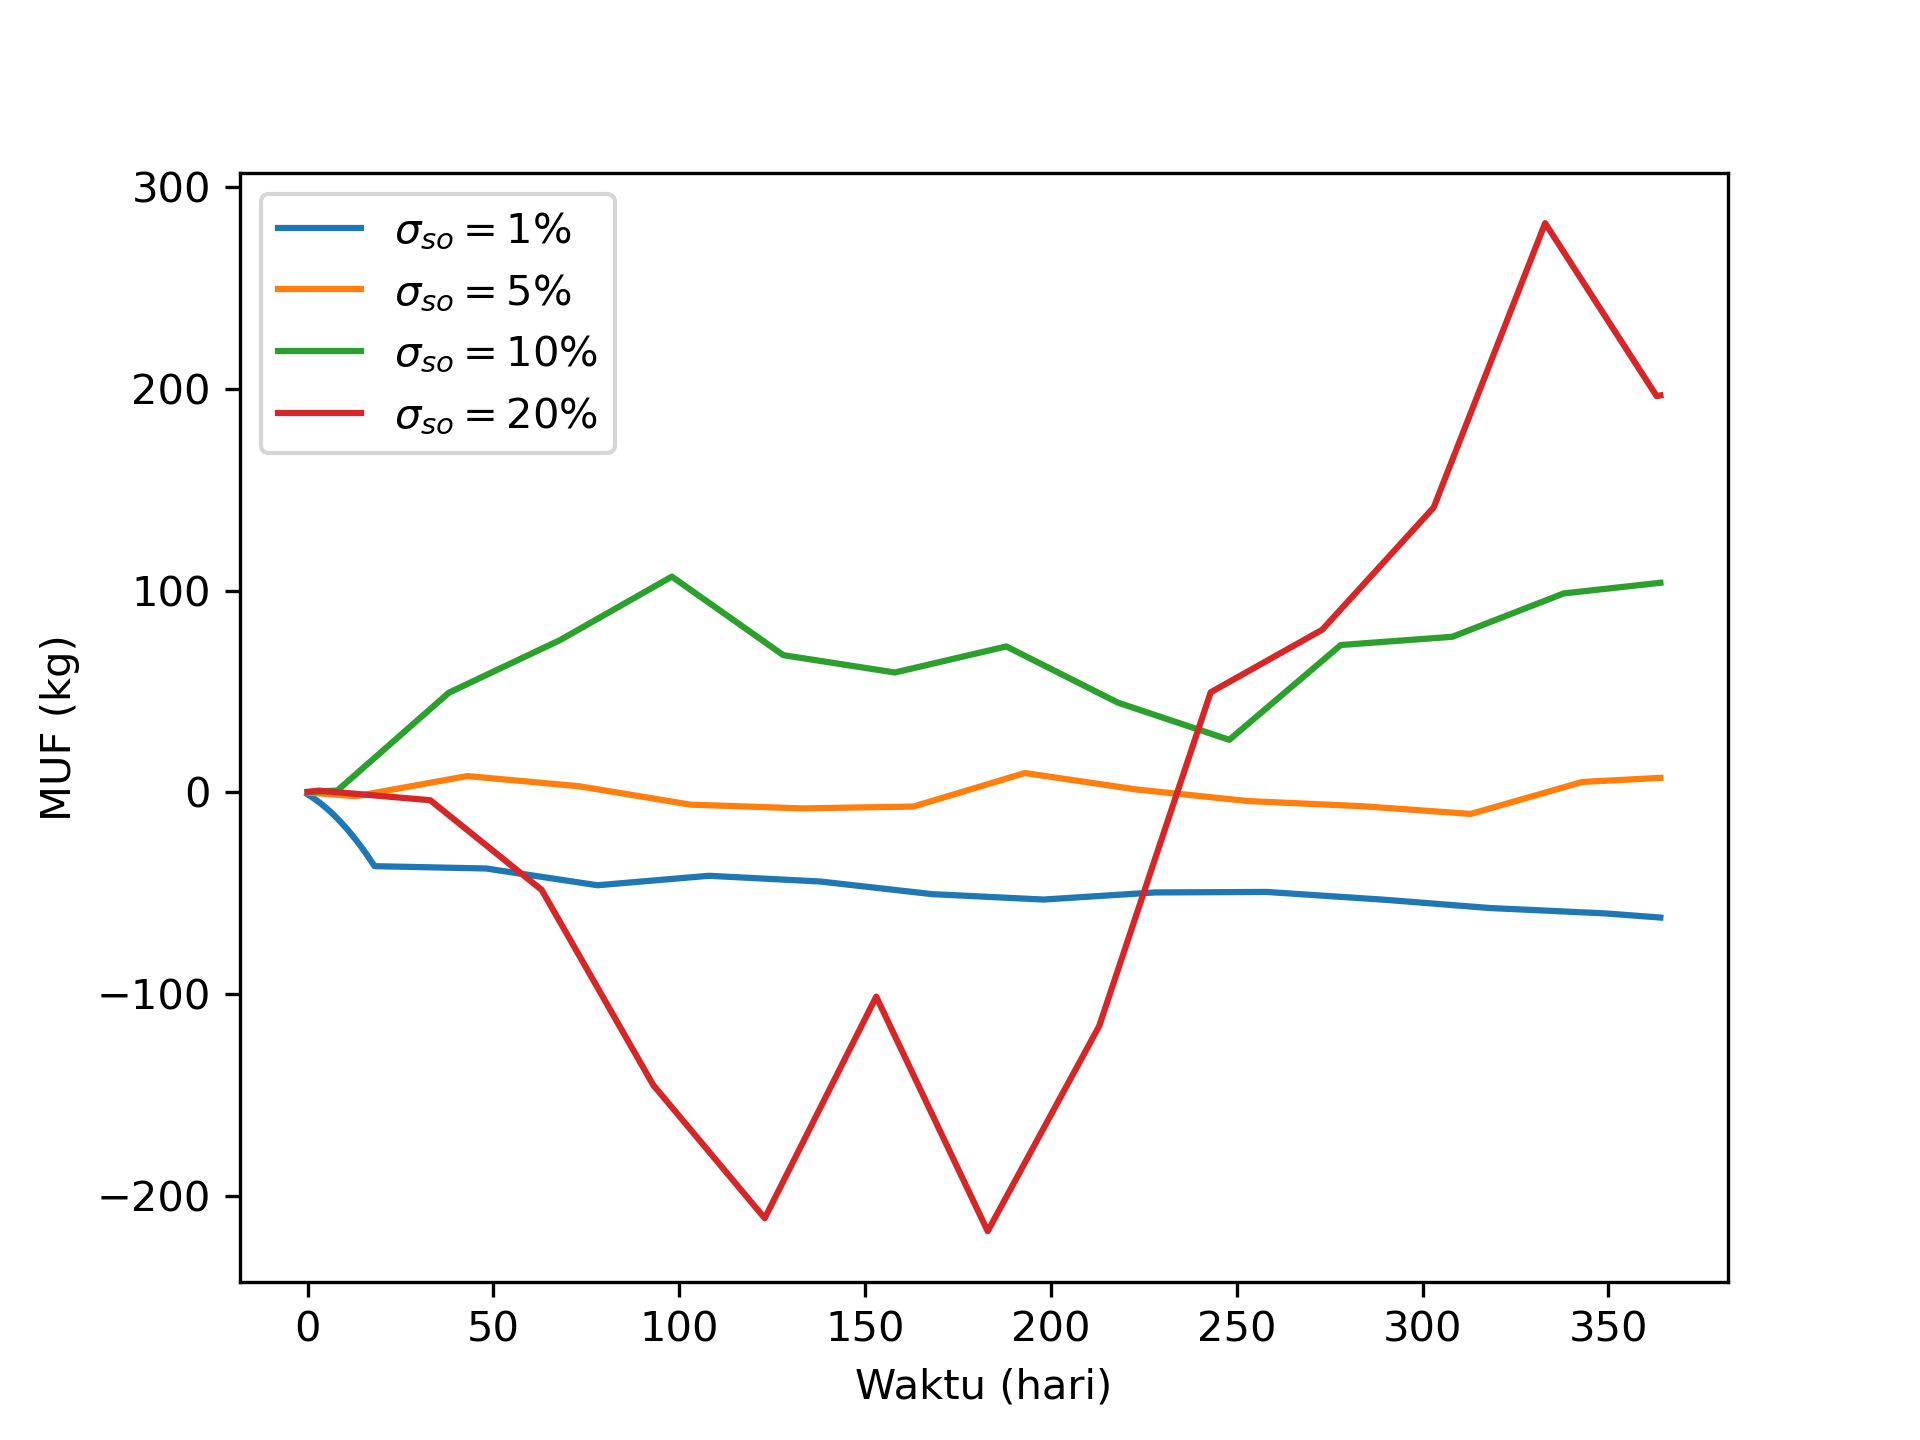 300
200
100
0
−100
−200
MUF (kg)
σso = 1%
σso = 5%
σso = 10%
σso = 20%
0 50 100 150 200 250 300 350
Waktu (hari)